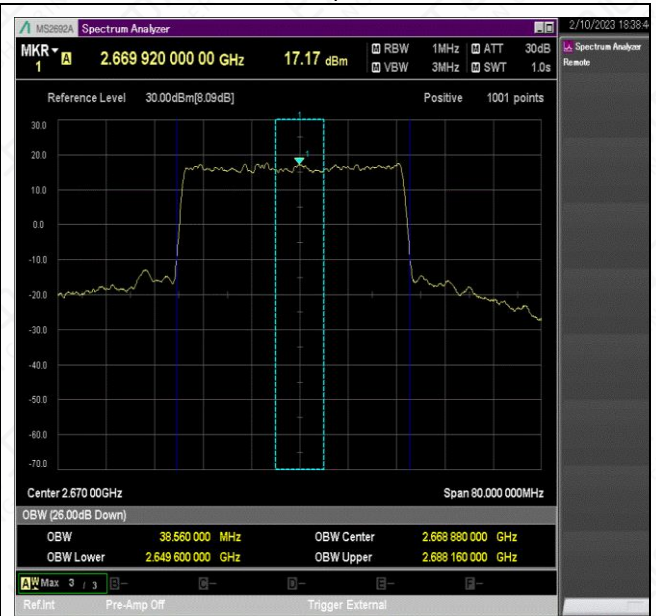 MS2692A Spectrum Analyzer
2/10/2023 18:38:4
MKR A 2.669 920 000 00 GHz 17.17 dBm M RBW 1MHz M ATT 30dB
1 M VBW 3MHz M SWT 1.0s
Spectrum Analyzer
Remote
Reference Level 30.00dBm[8.09dB] Positive 1001 points
1
30.0
20.0
1
10.0
0.0
-10.0
-20.0
-30.0
-40.0
-50.0
-60.0
-70.0
Center 2.670 00GHz Span 80.000 000MHz
OBW (26.00dB Down)
OBW 38.560 000 MHz OBW Center 2.668 880 000 GHz
OBW Lower 2.649 600 000 GHz OBW Upper 2.688 160 000 GHz
A W Max 3 / 3 B- C- D- E- F-
Ref.Int Pre-Amp Off Trigger External